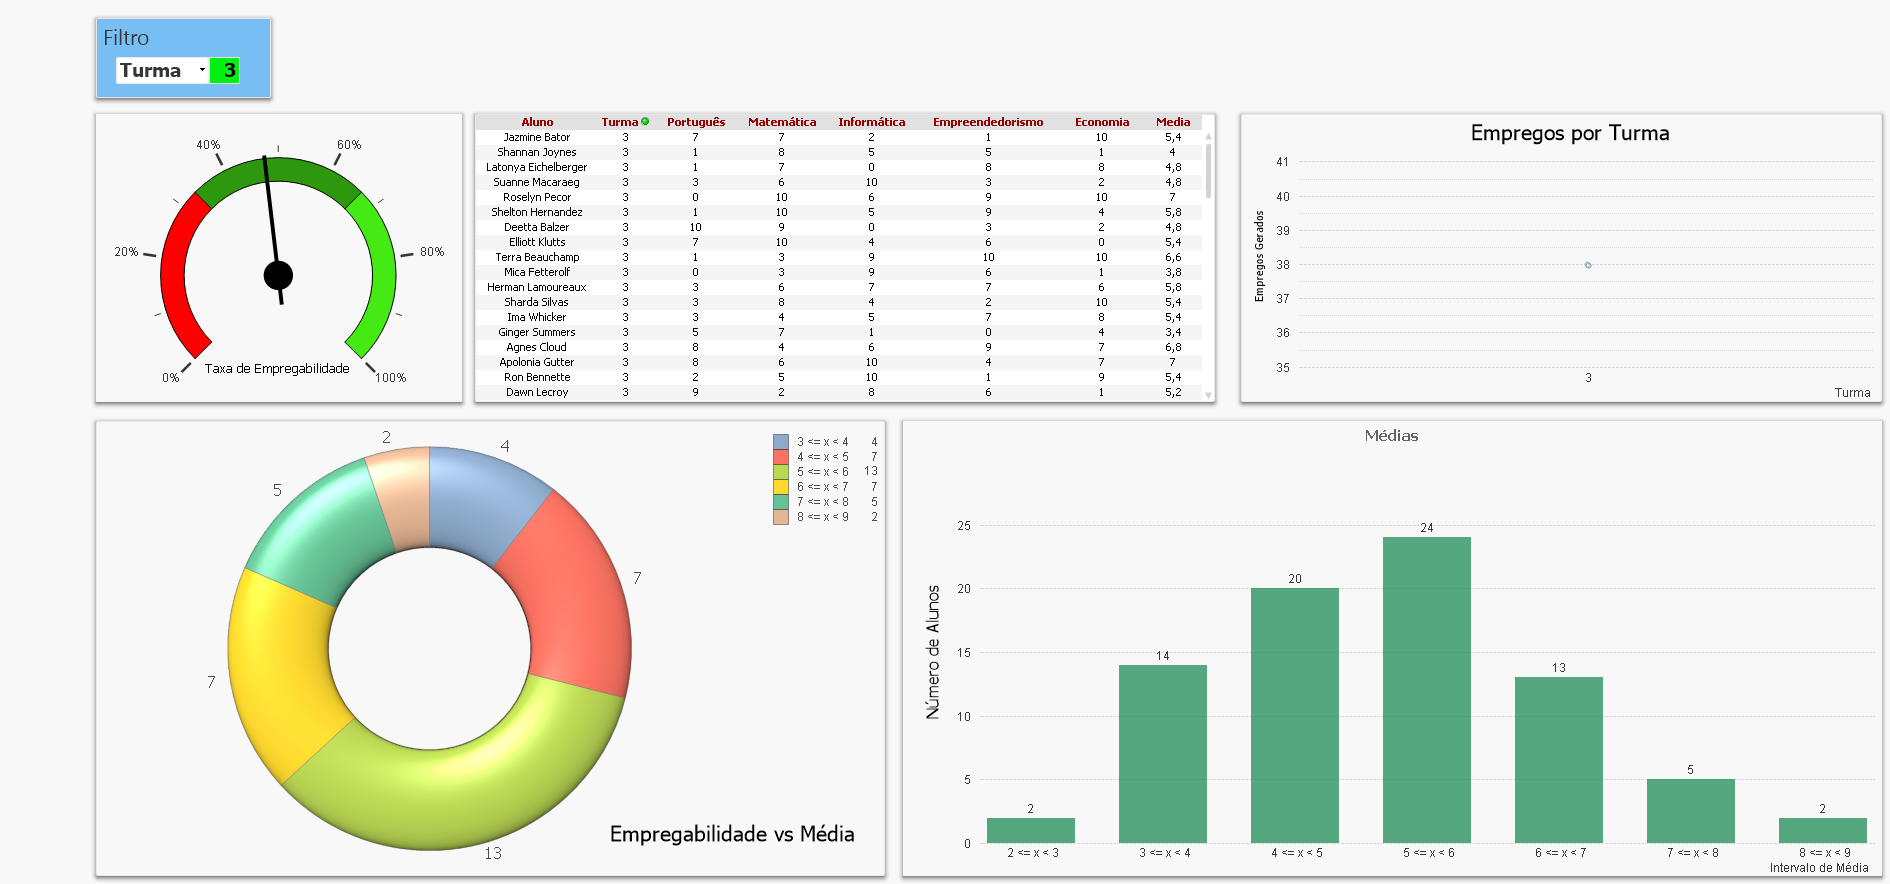 Filtro
Turma 3
0%
20%
40%
60%
80%
100%
Taxa de Empregabilidade
Aluno Turma Português Matemática Informática Empreendedorismo Economia Media
Jazmine Bator 3 7 7 2 1 10 5,4
Shannan Joynes 3 1 8 5 5 1 4
Latonya Eichelberger 3 1 7 0 8 8 4,8
Suanne Macaraeg 3 3 6 10 3 2 4,8
Roselyn Pecor 3 0 10 6 9 10 7
Shelton Hernandez 3 1 10 5 9 4 5,8
Deetta Balzer 3 10 9 0 3 2 4,8
Elliott Klutts 3 7 10 4 6 0 5,4
Terra Beauchamp 3 1 3 9 10 10 6,6
Mica Fetterolf 3 0 3 9 6 1 3,8
Herman Lamoureaux 3 3 6 7 7 6 5,8
Sharda Silvas 3 3 8 4 2 10 5,4
Ima Whicker 3 3 4 5 7 8 5,4
Ginger Summers 3 5 7 1 0 4 3,4
Agnes Cloud 3 8 4 6 9 7 6,8
Apolonia Gutter 3 8 6 10 4 7 7
Ron Bennette 3 2 5 10 1 9 5,4
Dawn Lecroy 3 9 2 8 6 1 5,2
Empregos por Turma
Empregos Gerados
41
40
39
38
37
36
35
3
Turma
2
4
5
7
7
13
3 <= x < 4 4
4 <= x < 5 7
5 <= x < 6 13
6 <= x < 7 7
7 <= x < 8 5
8 <= x < 9 2
Empregabilidade vs Média
Médias
Número de Alunos
25
20
15
10
5
0
2
14
20
24
13
5
2
2 <= x < 3 3 <= x < 4 4 <= x < 5 5 <= x < 6 6 <= x < 7 7 <= x < 8 8 <= x < 9
Intervalo de Média